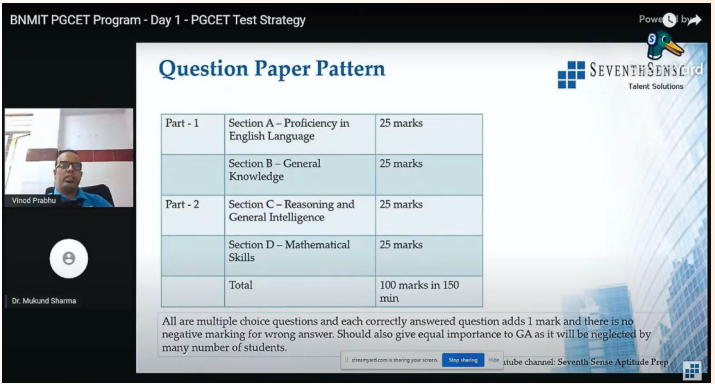 BNMIT PGCET Program - Day 1 - PGCET Test Strategy
Powered by
Question Paper Pattern
SEVENTHSENSE
Talent Solutions
Part - 1 Section A – Proficiency in English Language 25 marks
Section B – General Knowledge 25 marks
Part - 2 Section C – Reasoning and General Intelligence 25 marks
Section D – Mathematical Skills 25 marks
Total 100 marks in 150 min
Vinod Prabhu
Dr. Mukund Sharma
All are multiple choice questions and each correctly answered question adds 1 mark and there is no
negative marking for wrong answer. Should also give equal importance to GA as it will be neglected by
many number of students.
streamyard.com is sharing your screen. Stop sharing Hide
channel: Seventh Sense Aptitude Prep